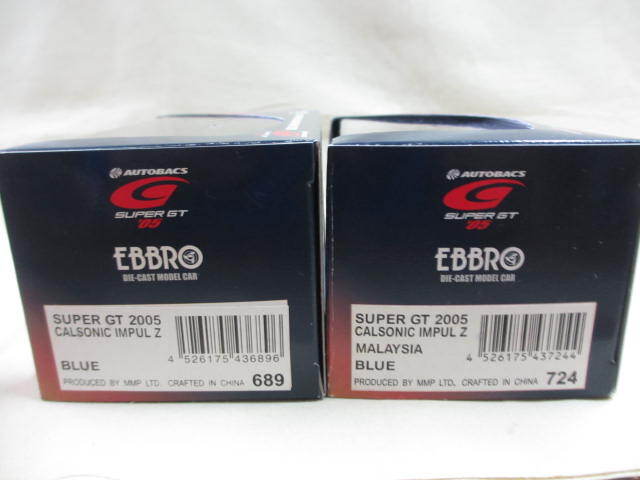 AUTOBACS
SUPER GT
'05
EBBRO
DIE-CAST MODEL CAR
SUPER GT 2005
CALSONIC IMPUL Z
BLUE
4 526175 436896
PRODUCED BY MMP LTD. CRAFTED IN CHINA 689
AUTOBACS
SUPER GT
'05
EBBRO
DIE-CAST MODEL CAR
SUPER GT 2005
CALSONIC IMPUL Z
MALAYSIA
BLUE
4 526175 437244
PRODUCED BY MMP LTD. CRAFTED IN CHINA 724